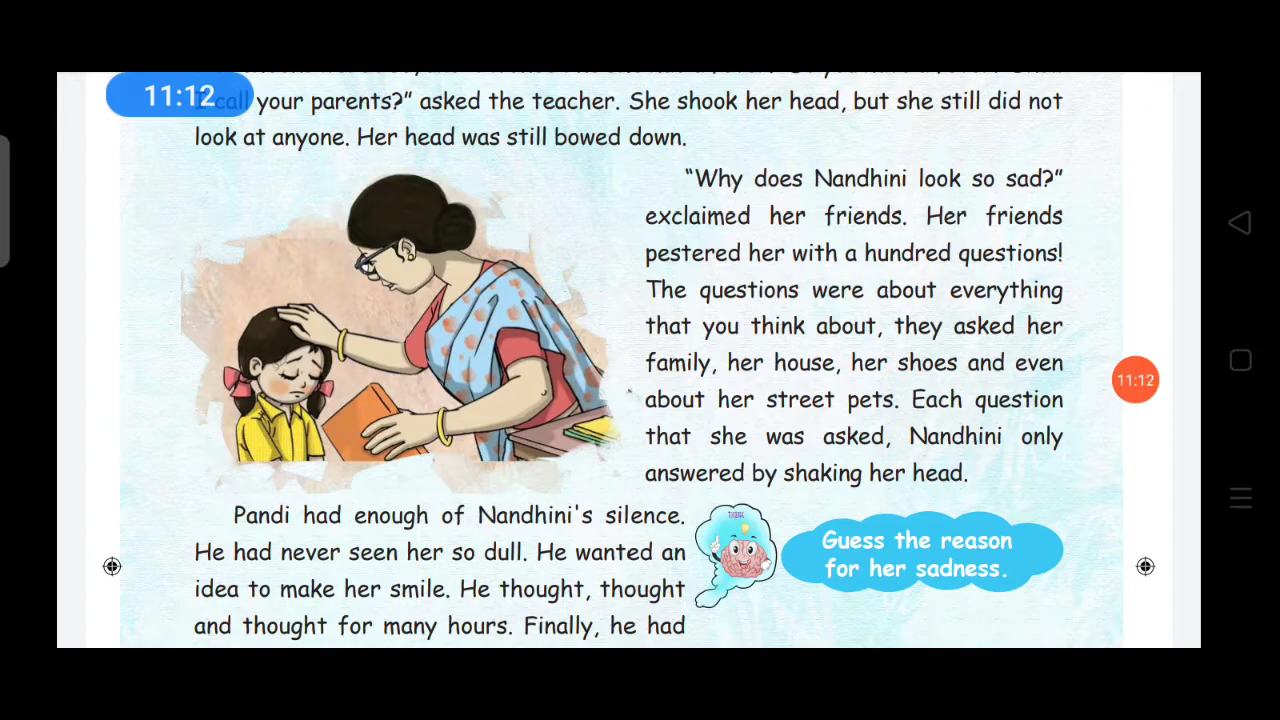 11:12
call your parents?” asked the teacher. She shook her head, but she still did not
look at anyone. Her head was still bowed down.
“Why does Nandhini look so sad?”
exclaimed her friends. Her friends
pestered her with a hundred questions!
The questions were about everything
that you think about, they asked her
family, her house, her shoes and even
about her street pets. Each question
that she was asked, Nandhini only
answered by shaking her head.
11:12
Pandi had enough of Nandhini's silence.
He had never seen her so dull. He wanted an
idea to make her smile. He thought, thought
and thought for many hours. Finally, he had
THINK
Guess the reason
for her sadness.